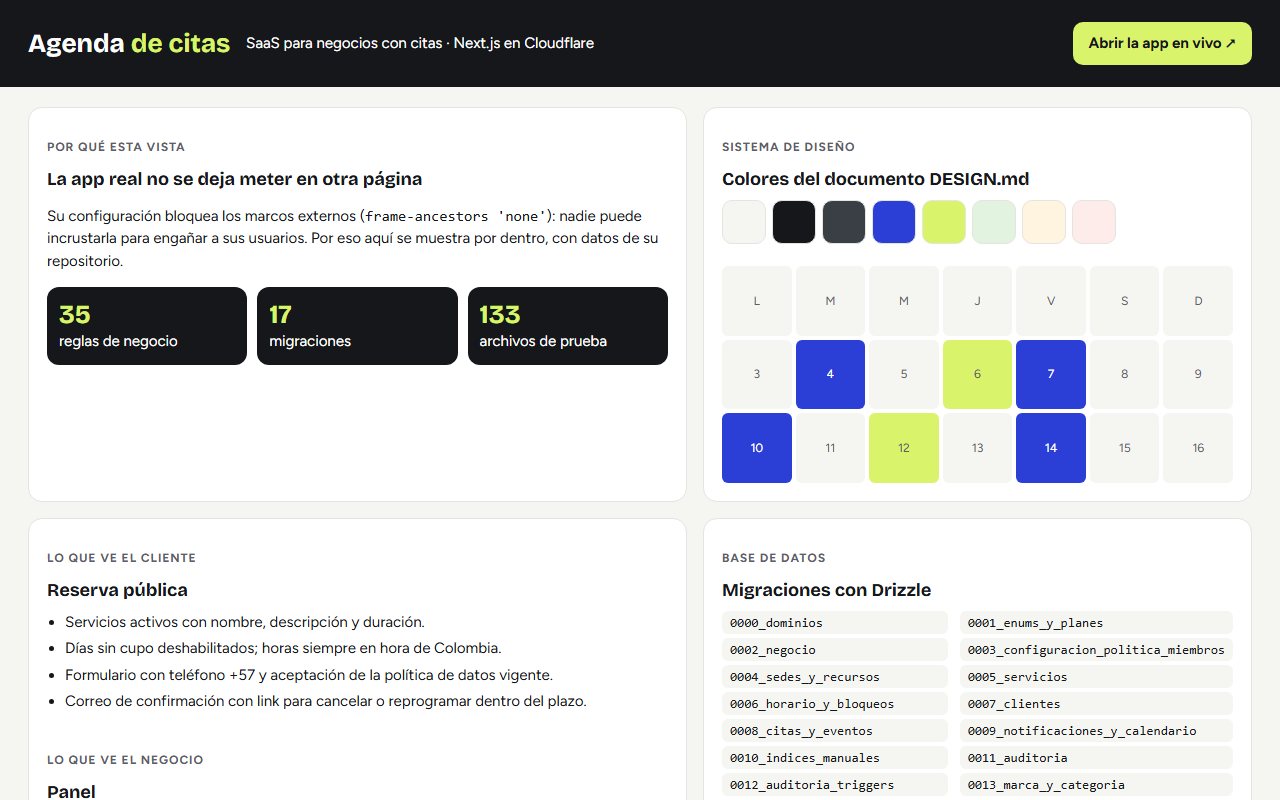 Agenda de citas SaaS para negocios con citas · Next.js en Cloudflare
Abrir la app en vivo ↗
POR QUÉ ESTA VISTA
La app real no se deja meter en otra página
Su configuración bloquea los marcos externos (frame-ancestors 'none'): nadie puede
incrustarla para engañar a sus usuarios. Por eso aquí se muestra por dentro, con datos de su
repositorio.
35
reglas de negocio
17
migraciones
133
archivos de prueba
SISTEMA DE DISEÑO
Colores del documento DESIGN.md
L M M J V S D
3 4 5 6 7 8 9
10 11 12 13 14 15 16
LO QUE VE EL CLIENTE
Reserva pública
• Servicios activos con nombre, descripción y duración.
• Días sin cupo deshabilitados; horas siempre en hora de Colombia.
• Formulario con teléfono +57 y aceptación de la política de datos vigente.
• Correo de confirmación con link para cancelar o reprogramar dentro del plazo.
LO QUE VE EL NEGOCIO
Panel
BASE DE DATOS
Migraciones con Drizzle
0000_dominios 0001_enums_y_planes
0002_negocio 0003_configuracion_politica_miembros
0004_sedes_y_recursos 0005_servicios
0006_horario_y_bloqueos 0007_clientes
0008_citas_y_eventos 0009_notificaciones_y_calendario
0010_indices_manuales 0011_auditoria
0012_auditoria_triggers 0013_marca_y_categoria